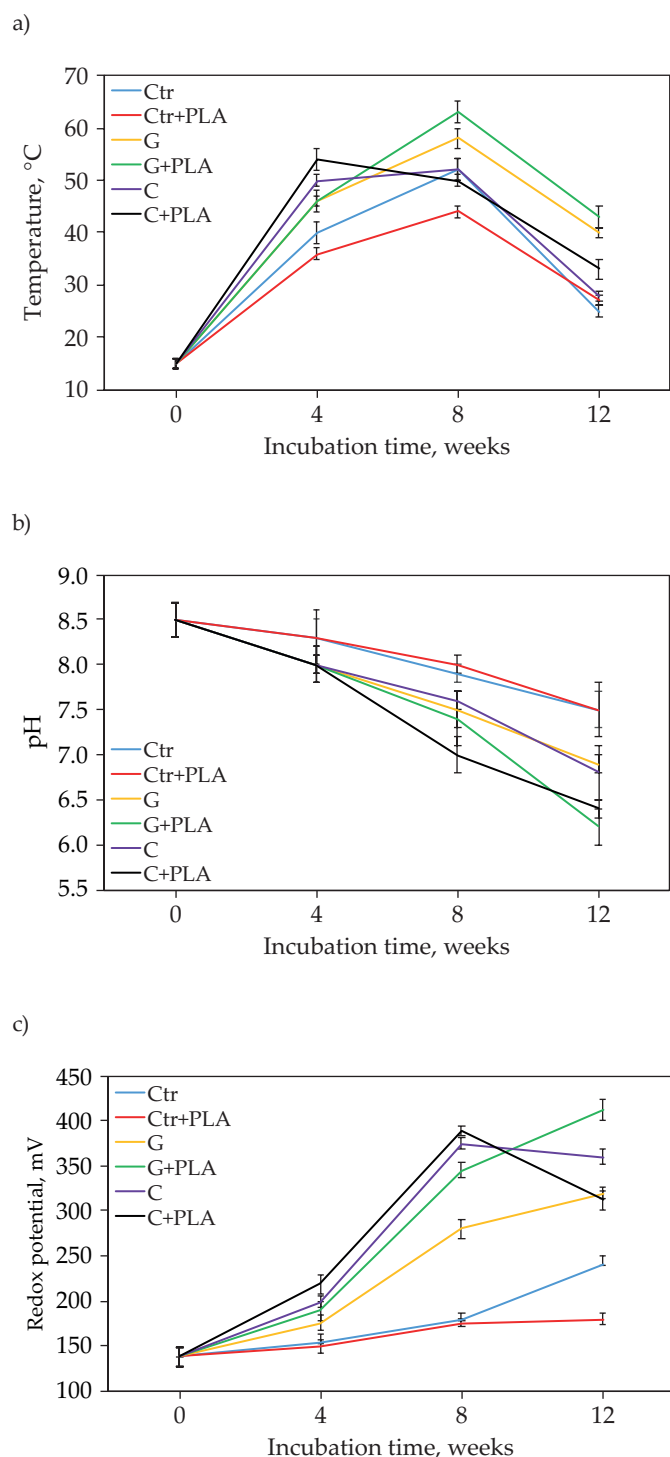 a)
70
60
50
40
30
20
10
Temperature, °C
Ctr
Ctr+PLA
G
G+PLA
C
C+PLA
0
4
8
12
Incubation time, weeks
b)
9.0
8.5
8.0
7.5
7.0
6.5
6.0
5.5
pH
Ctr
Ctr+PLA
G
G+PLA
C
C+PLA
0
4
8
12
Incubation time, weeks
c)
450
400
350
300
250
200
150
100
Redox potential, mV
Ctr
Ctr+PLA
G
G+PLA
C
C+PLA
0
4
8
12
Incubation time, weeks